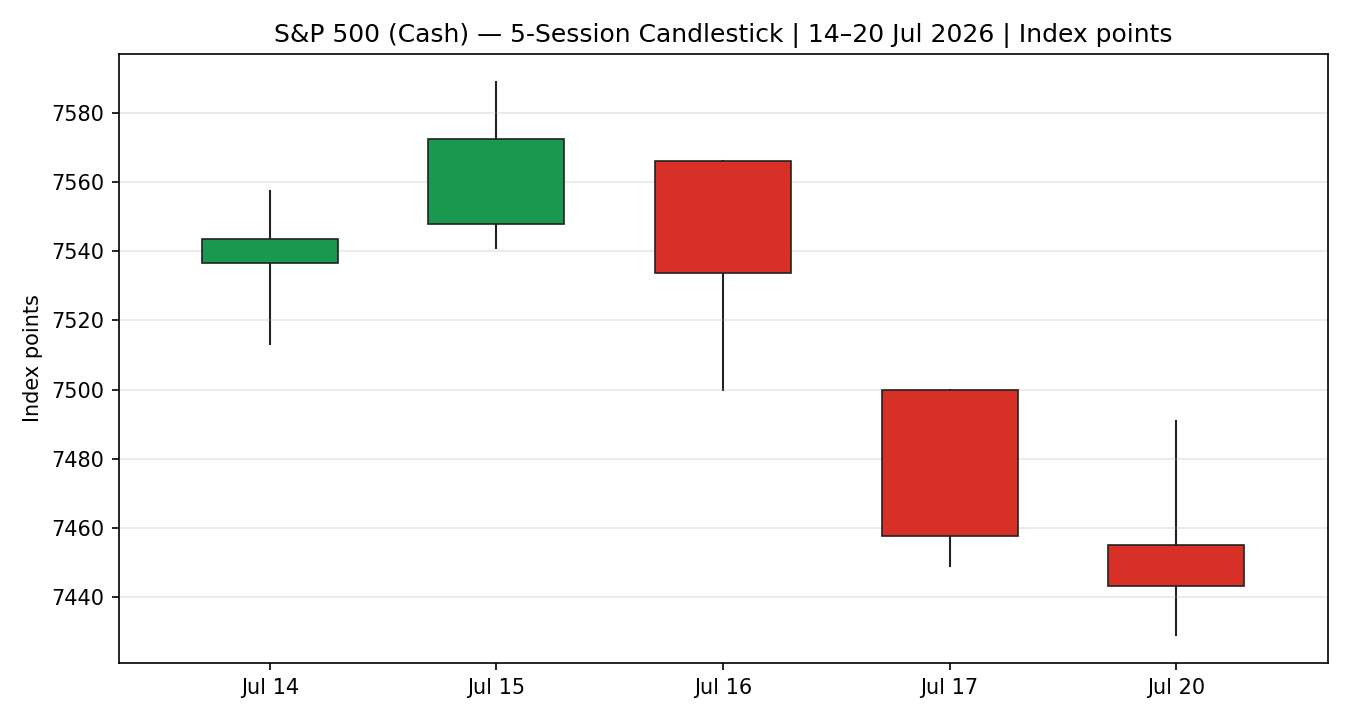 S&P 500 (Cash) — 5-Session Candlestick | 14–20 Jul 2026 | Index points
Index points
7580
7560
7540
7520
7500
7480
7460
7440
Jul 14
Jul 15
Jul 16
Jul 17
Jul 20